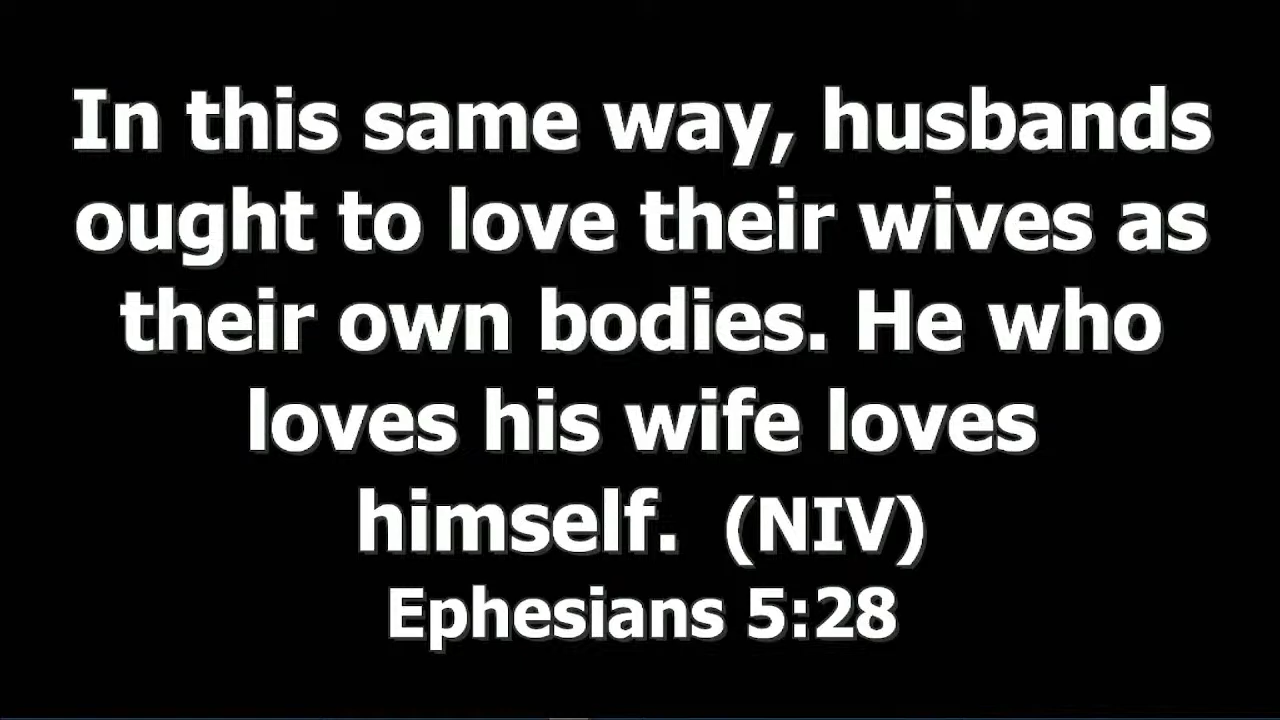 In this same way, husbands
ought to love their wives as
their own bodies. He who
loves his wife loves
himself.  (NIV)
Ephesians 5:28